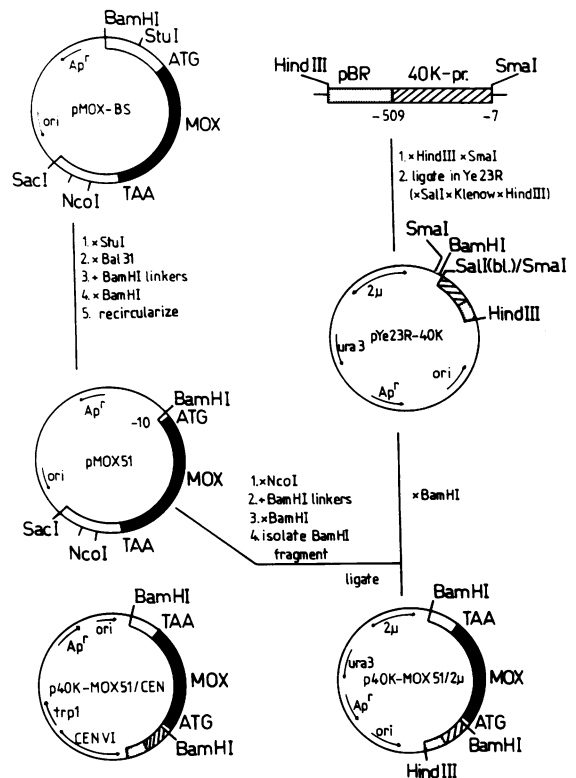 BamHI
StuI
ATG
Apʳ
pMOX-BS
MOX
ori
SacI
NcoI
TAA
1. ×StuI
2. ×Bal 31
3. + BamHI linkers
4. ×BamHI
5. recircularize
HindIII
pBR
40K-pr.
SmaI
-509
-7
1. ×HindIII ×SmaI
2. ligate in Ye23R
(×SalI×Klenow×HindIII)
SmaI
BamHI
SalI(bl.)/SmaI
2μ
HindIII
pYe23R-40K
ura3
ori
Apʳ
Apʳ
-10
BamHI
ATG
pMOX51
MOX
ori
SacI
NcoI
TAA
1.×NcoI
2.+BamHI linkers
3.×BamHI
4. isolate BamHI
fragment
×BamHI
ligate
BamHI
ori
TAA
Apʳ
p40K-MOX51/CEN
MOX
trp1
CEN VI
ATG
BamHI
BamHI
2μ
TAA
ura3
p40K-MOX51/2μ
MOX
Apʳ
ori
ATG
BamHI
HindIII